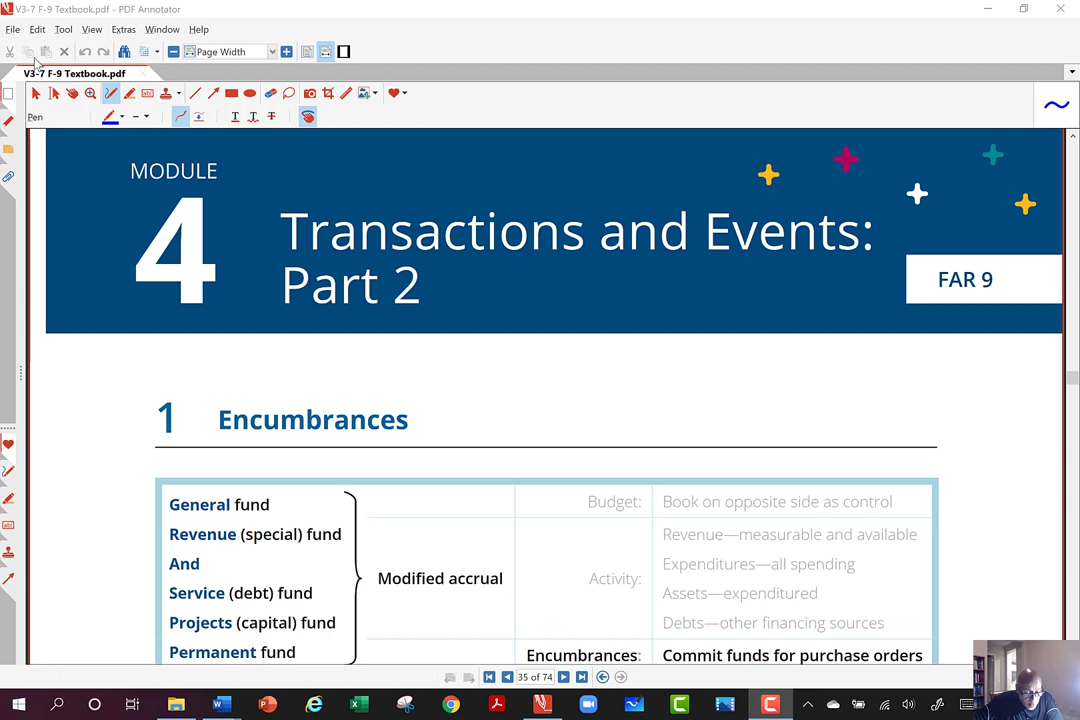 V3-7 F-9 Textbook.pdf - PDF Annotator
File Edit Tool View Extras Window Help
Page Width
V3-7 F-9 Textbook.pdf
Pen
MODULE
4
Transactions and Events:
Part 2
FAR 9
1 Encumbrances
General fund
Revenue (special) fund
And
Service (debt) fund
Projects (capital) fund
Permanent fund
Modified accrual
Budget: Book on opposite side as control
Activity:
Revenue—measurable and available
Expenditures—all spending
Assets—expenditured
Debts—other financing sources
Encumbrances: Commit funds for purchase orders
35 of 74